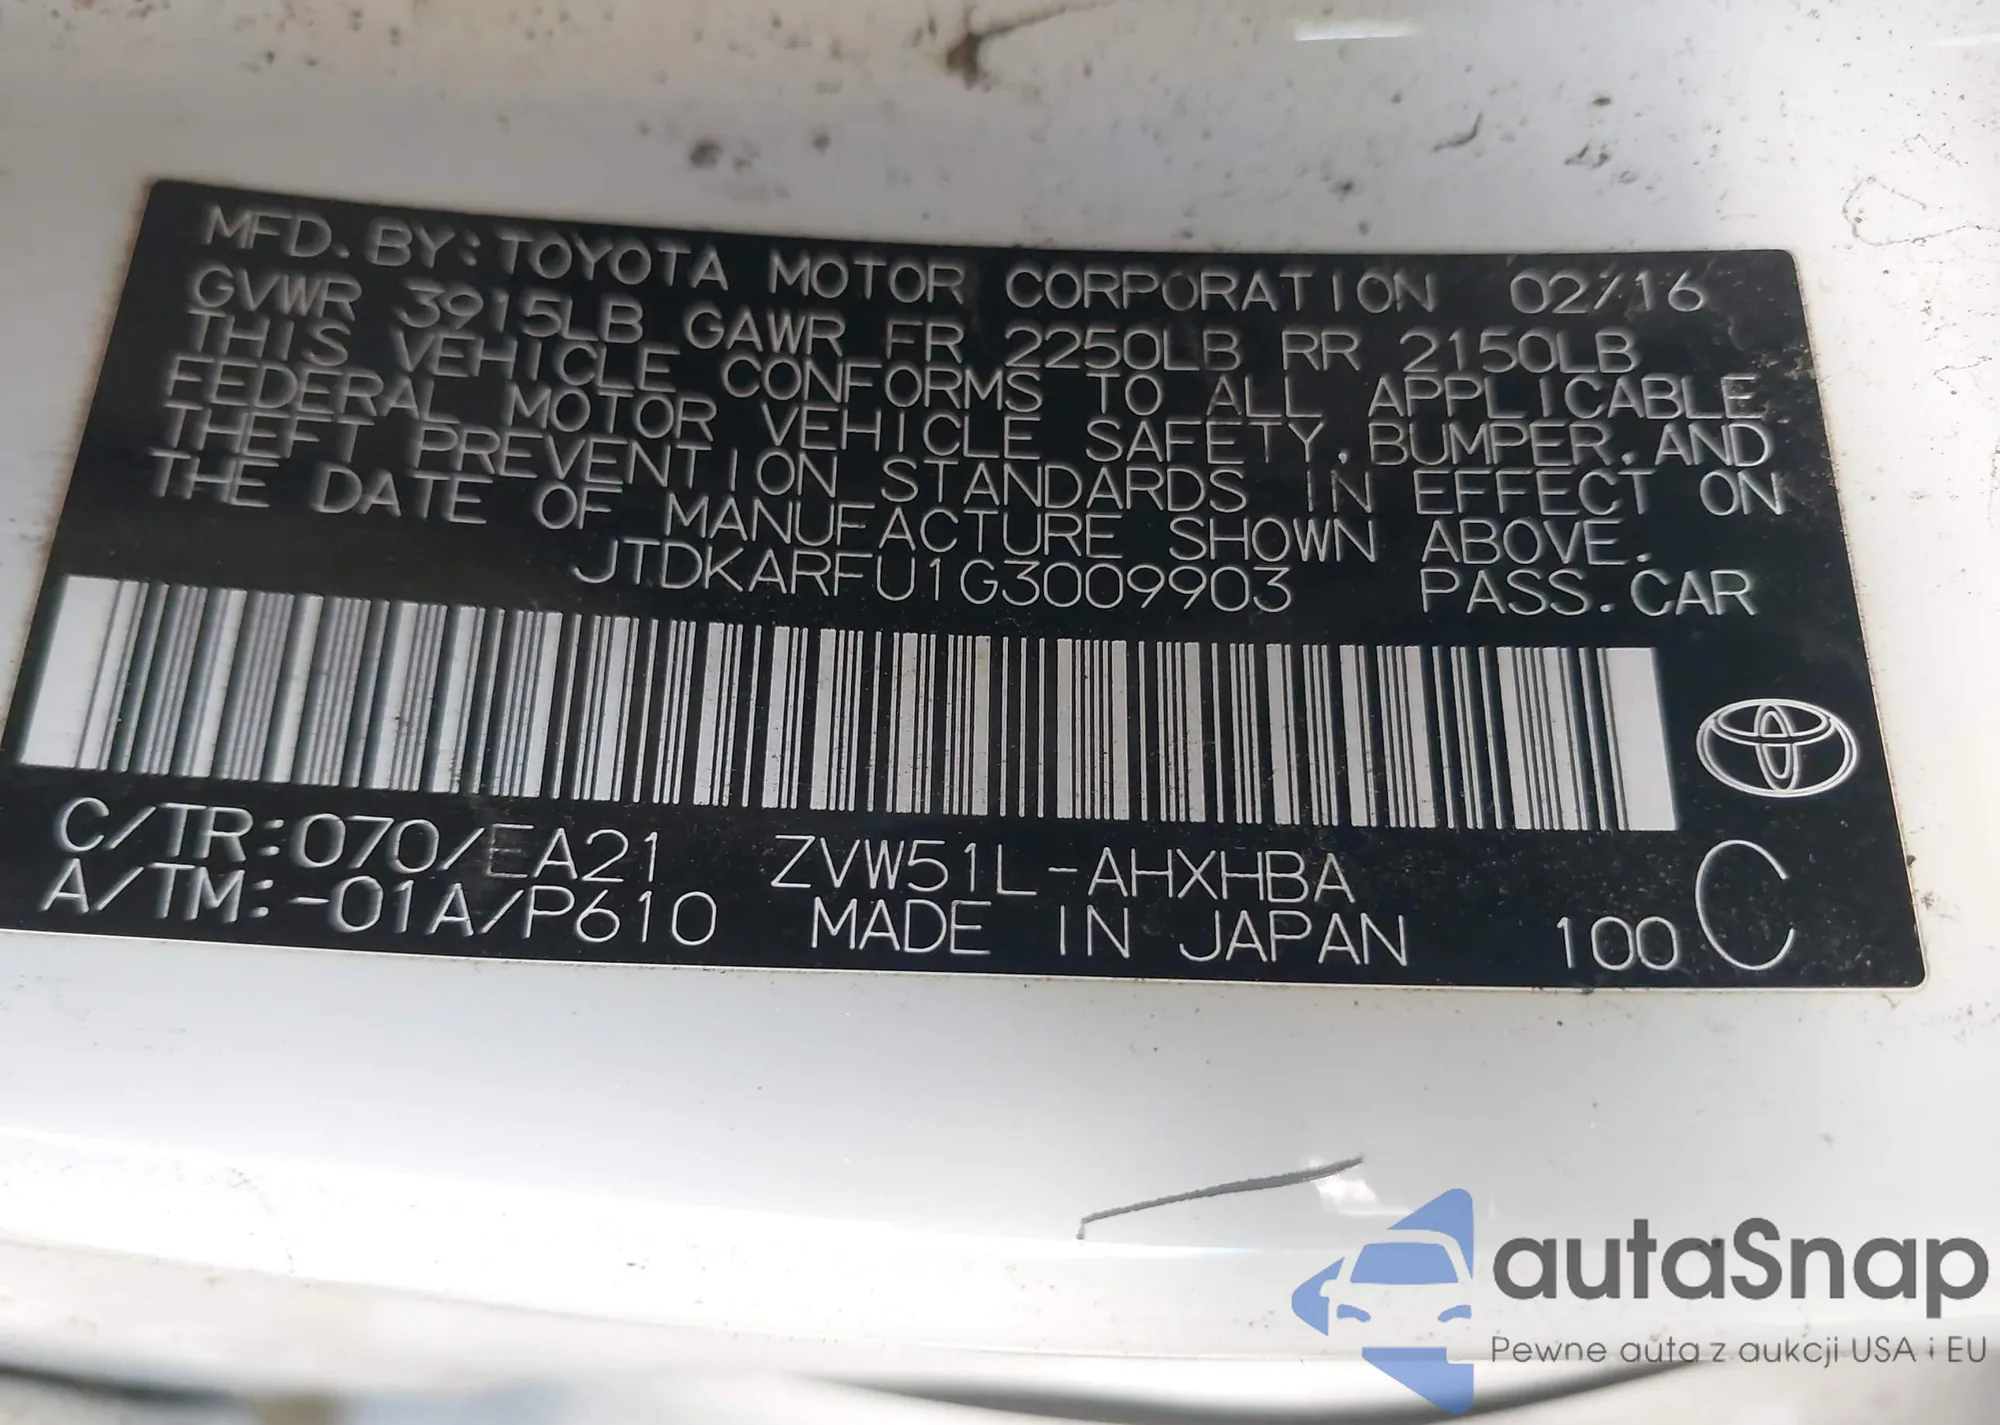 MFD. BY: TOYOTA MOTOR CORPORATION 02/16
GVWR 3915LB GAWR FR 2250LB RR 2150LB
THIS VEHICLE CONFORMS TO ALL APPLICABLE
FEDERAL MOTOR VEHICLE SAFETY, BUMPER, AND
THEFT PREVENTION STANDARDS IN EFFECT ON
THE DATE OF MANUFACTURE SHOWN ABOVE.
JTDKARFU1G3009903 PASS. CAR
C/TR: 070/EA21 ZVW51L-AHXHBA
A/TM: -01A/P610 MADE IN JAPAN 100 C
autaSnap
Pewne auta z aukcji USA i EU